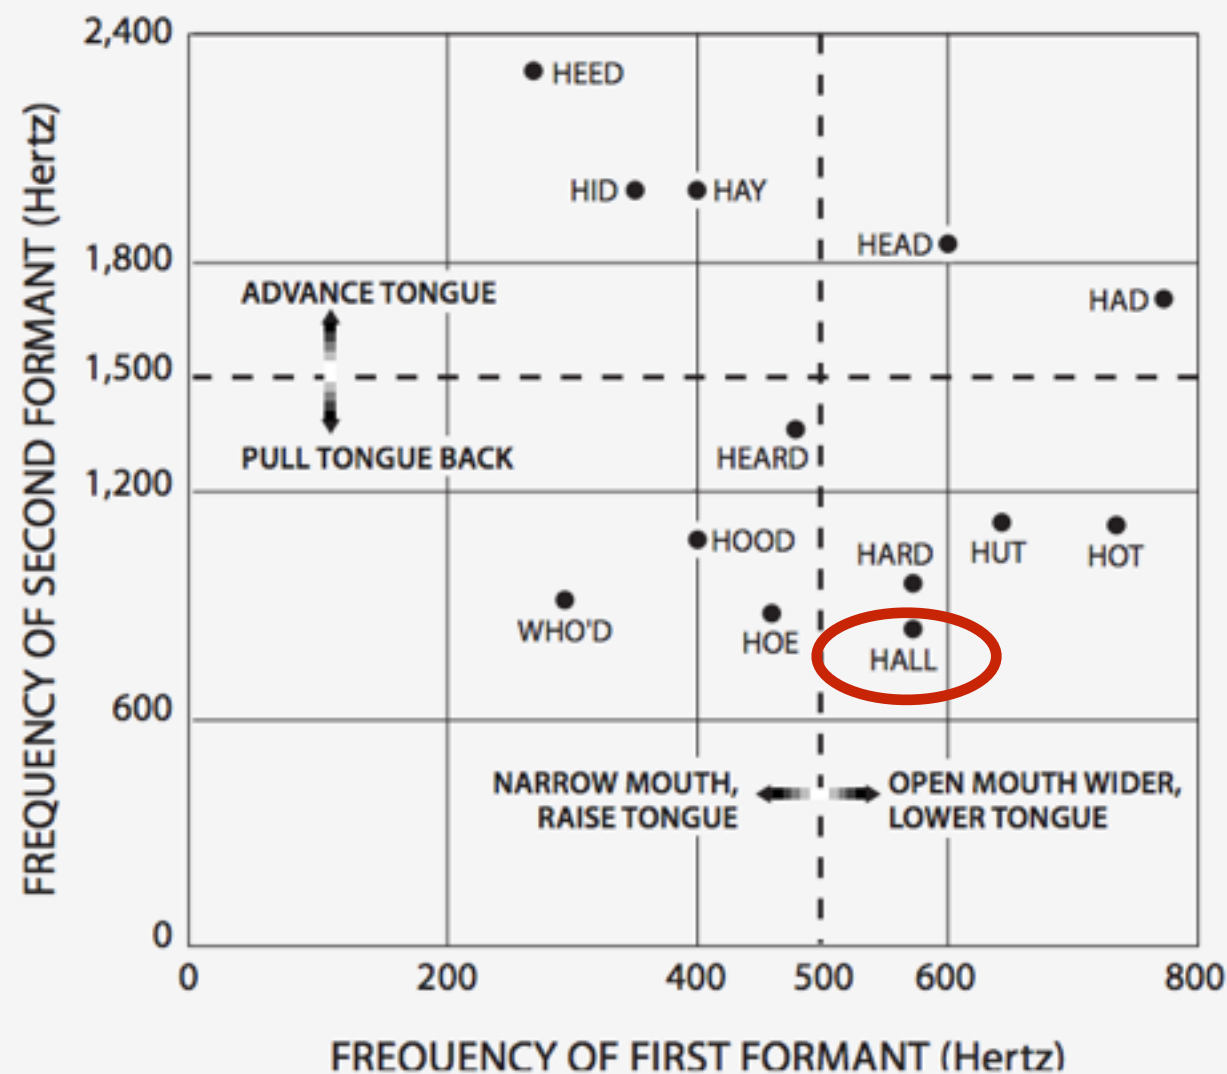 2,400
HEED
HID
HAY
HEAD
1,800
ADVANCE TONGUE
HAD
1,500
PULL TONGUE BACK
HEARD
1,200
HOOD
HARD
HUT
HOT
WHO'D
HOE
HALL
600
NARROW MOUTH,
RAISE TONGUE
OPEN MOUTH WIDER,
LOWER TONGUE
0
0 200 400 500 600 800
FREQUENCY OF FIRST FORMANT (Hertz)
FREQUENCY OF SECOND FORMANT (Hertz)